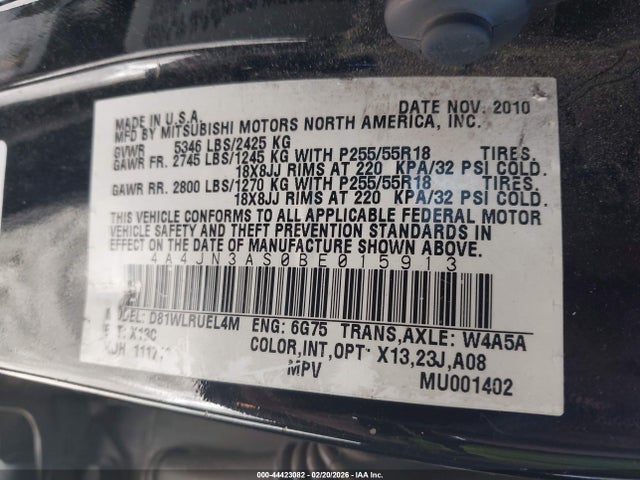 MADE IN U.S.A. DATE NOV. 2010
MFD BY MITSUBISHI MOTORS NORTH AMERICA, INC.
GVWR 5346 LBS/2425 KG
GAWR FR. 2745 LBS/1245 KG WITH P255/55R18 TIRES.
18X8JJ RIMS AT 220 KPA/32 PSI COLD.
GAWR RR. 2800 LBS/1270 KG WITH P255/55R18 TIRES.
18X8JJ RIMS AT 220 KPA/32 PSI COLD.
THIS VEHICLE CONFORMS TO ALL APPLICABLE FEDERAL MOTOR
VEHICLE SAFETY AND THEFT PREVENTION STANDARDS IN
EFFECT ON THE DATE OF MANUFACTURE SHOWN ABOVE.
4A4JN3AS0BE015913
MODEL: D81WLRUEL4M ENG: 6G75 TRANS,AXLE: W4A5A
EXT: X13C COLOR,INT,OPT: X13,23J,A08
MPV MU001402
000-44423082 - 02/20/2026 - Copyright IAA Inc.